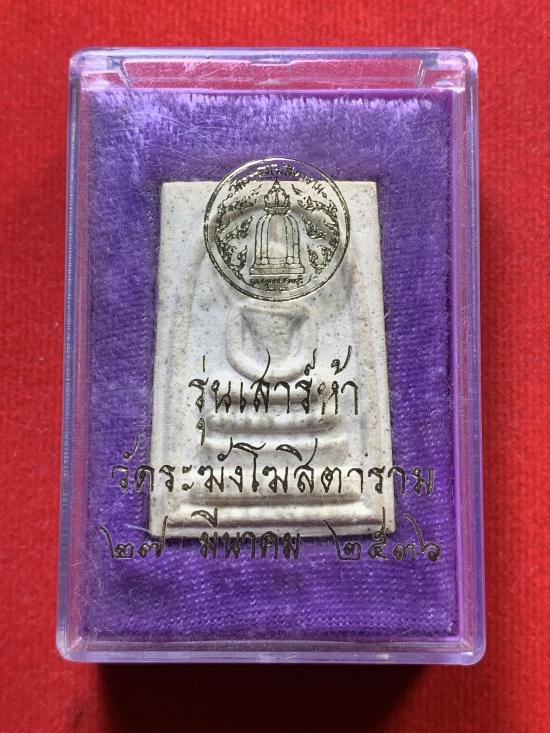 รุ่นเสาร์ห้า
วัดระฆังโฆสิตาราม
๒๗ มีนาคม ๒๕๓๖